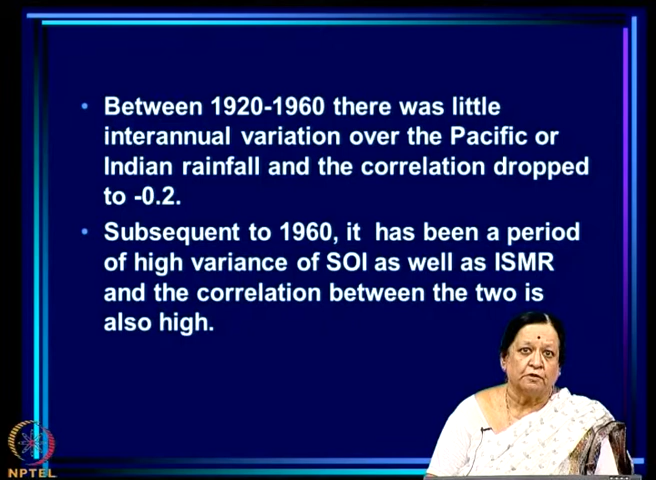 Between 1920-1960 there was little
interannual variation over the Pacific or
Indian rainfall and the correlation dropped
to -0.2.
Subsequent to 1960, it has been a period
of high variance of SOI as well as ISMR
and the correlation between the two is
also high.
NPTEL